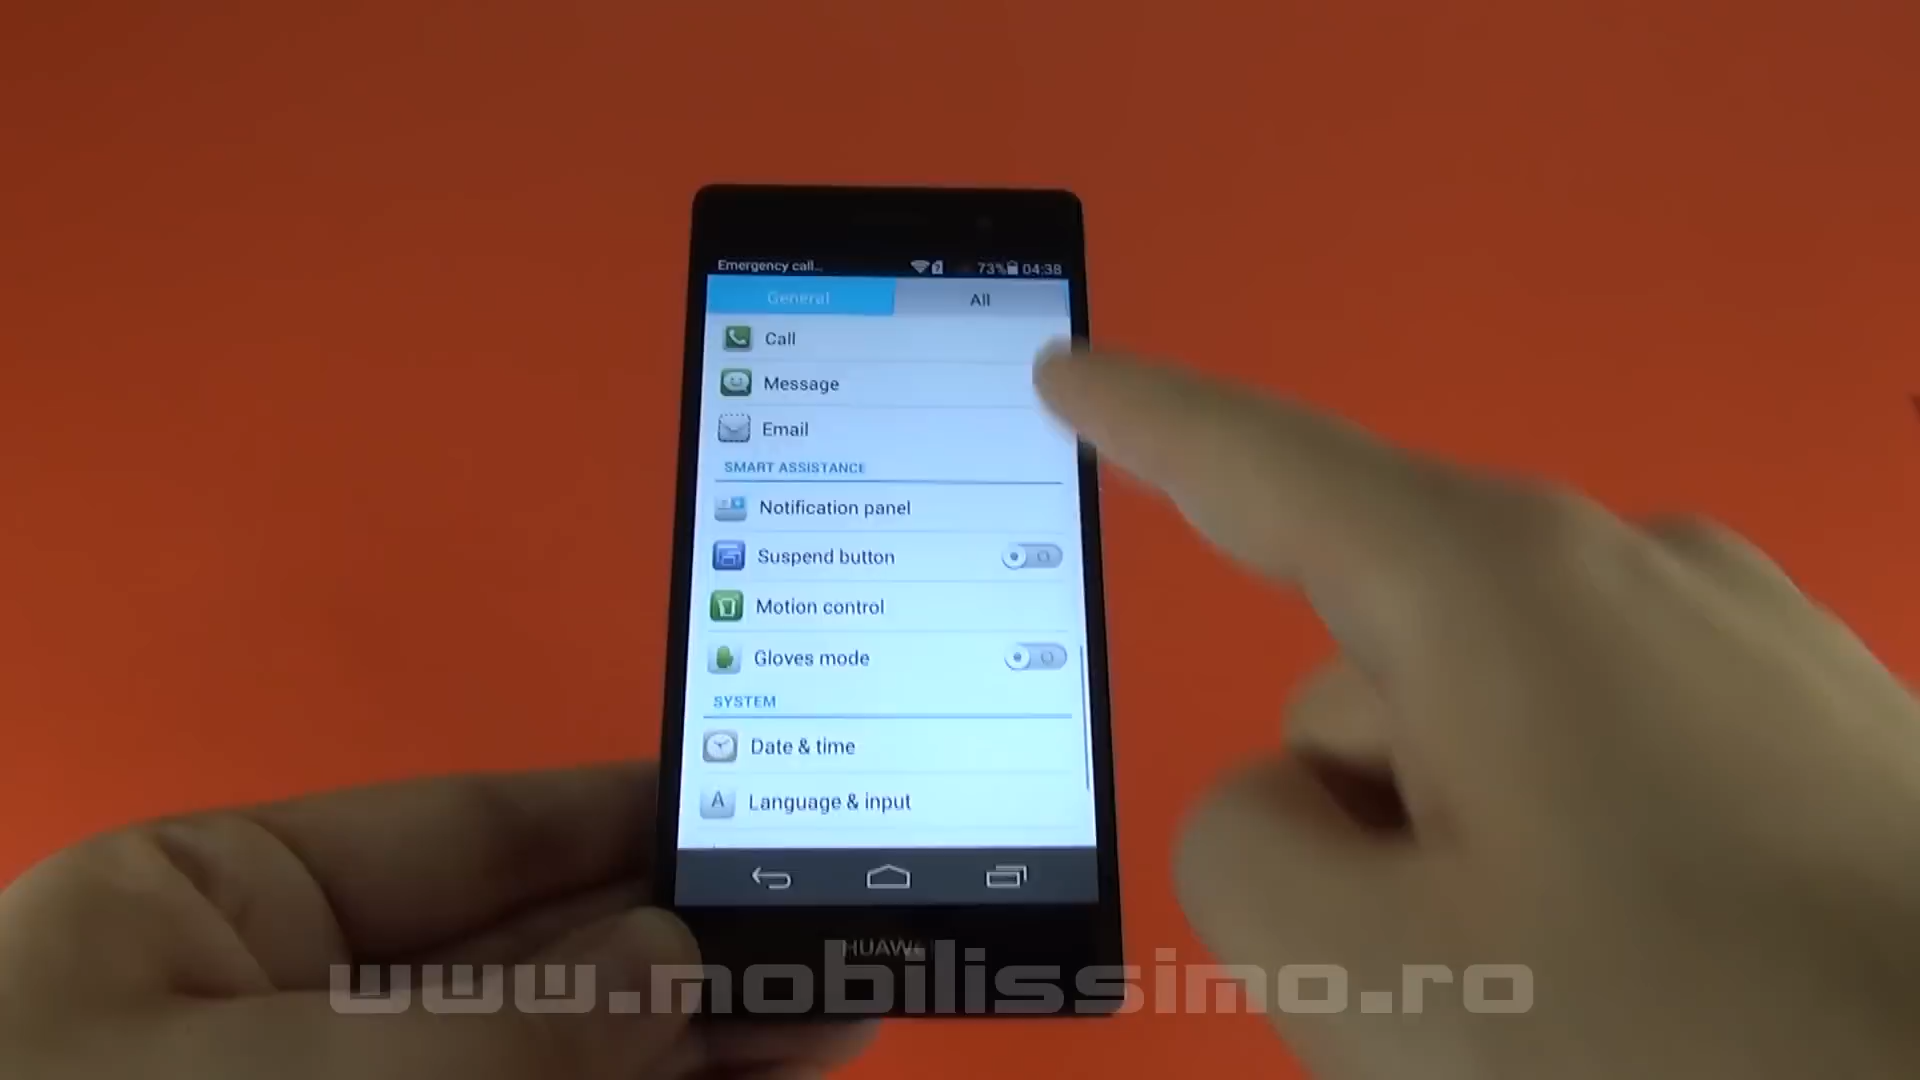 Emergency call... 73% 04:38
General All
Call
Message
Email
SMART ASSISTANCE
Notification panel
Suspend button
Motion control
Gloves mode
SYSTEM
Date & time
A Language & input
HUAWEI
www.mobilissimo.ro